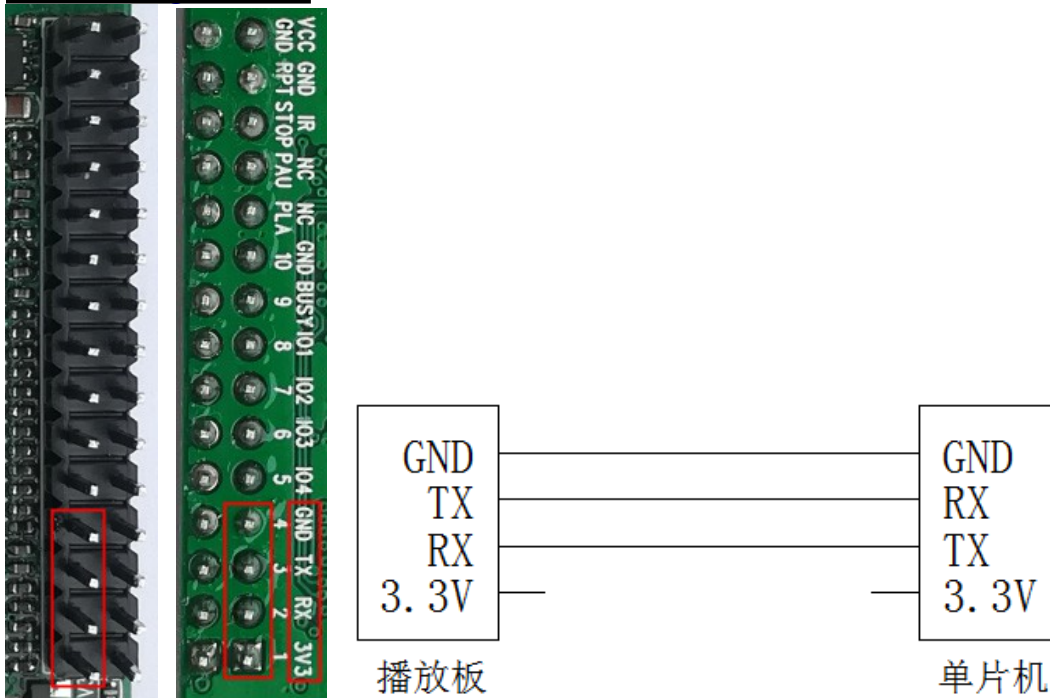 VCC GND IR NC NC GND BUSY IO1 IO2 IO3 IO4 GND TX RX 3V3
GND RPT STOP PAU PLA 10 9 8 7 6 5 4 3 2 1
GND
TX
RX
3.3V
播放板
GND
RX
TX
3.3V
单片机